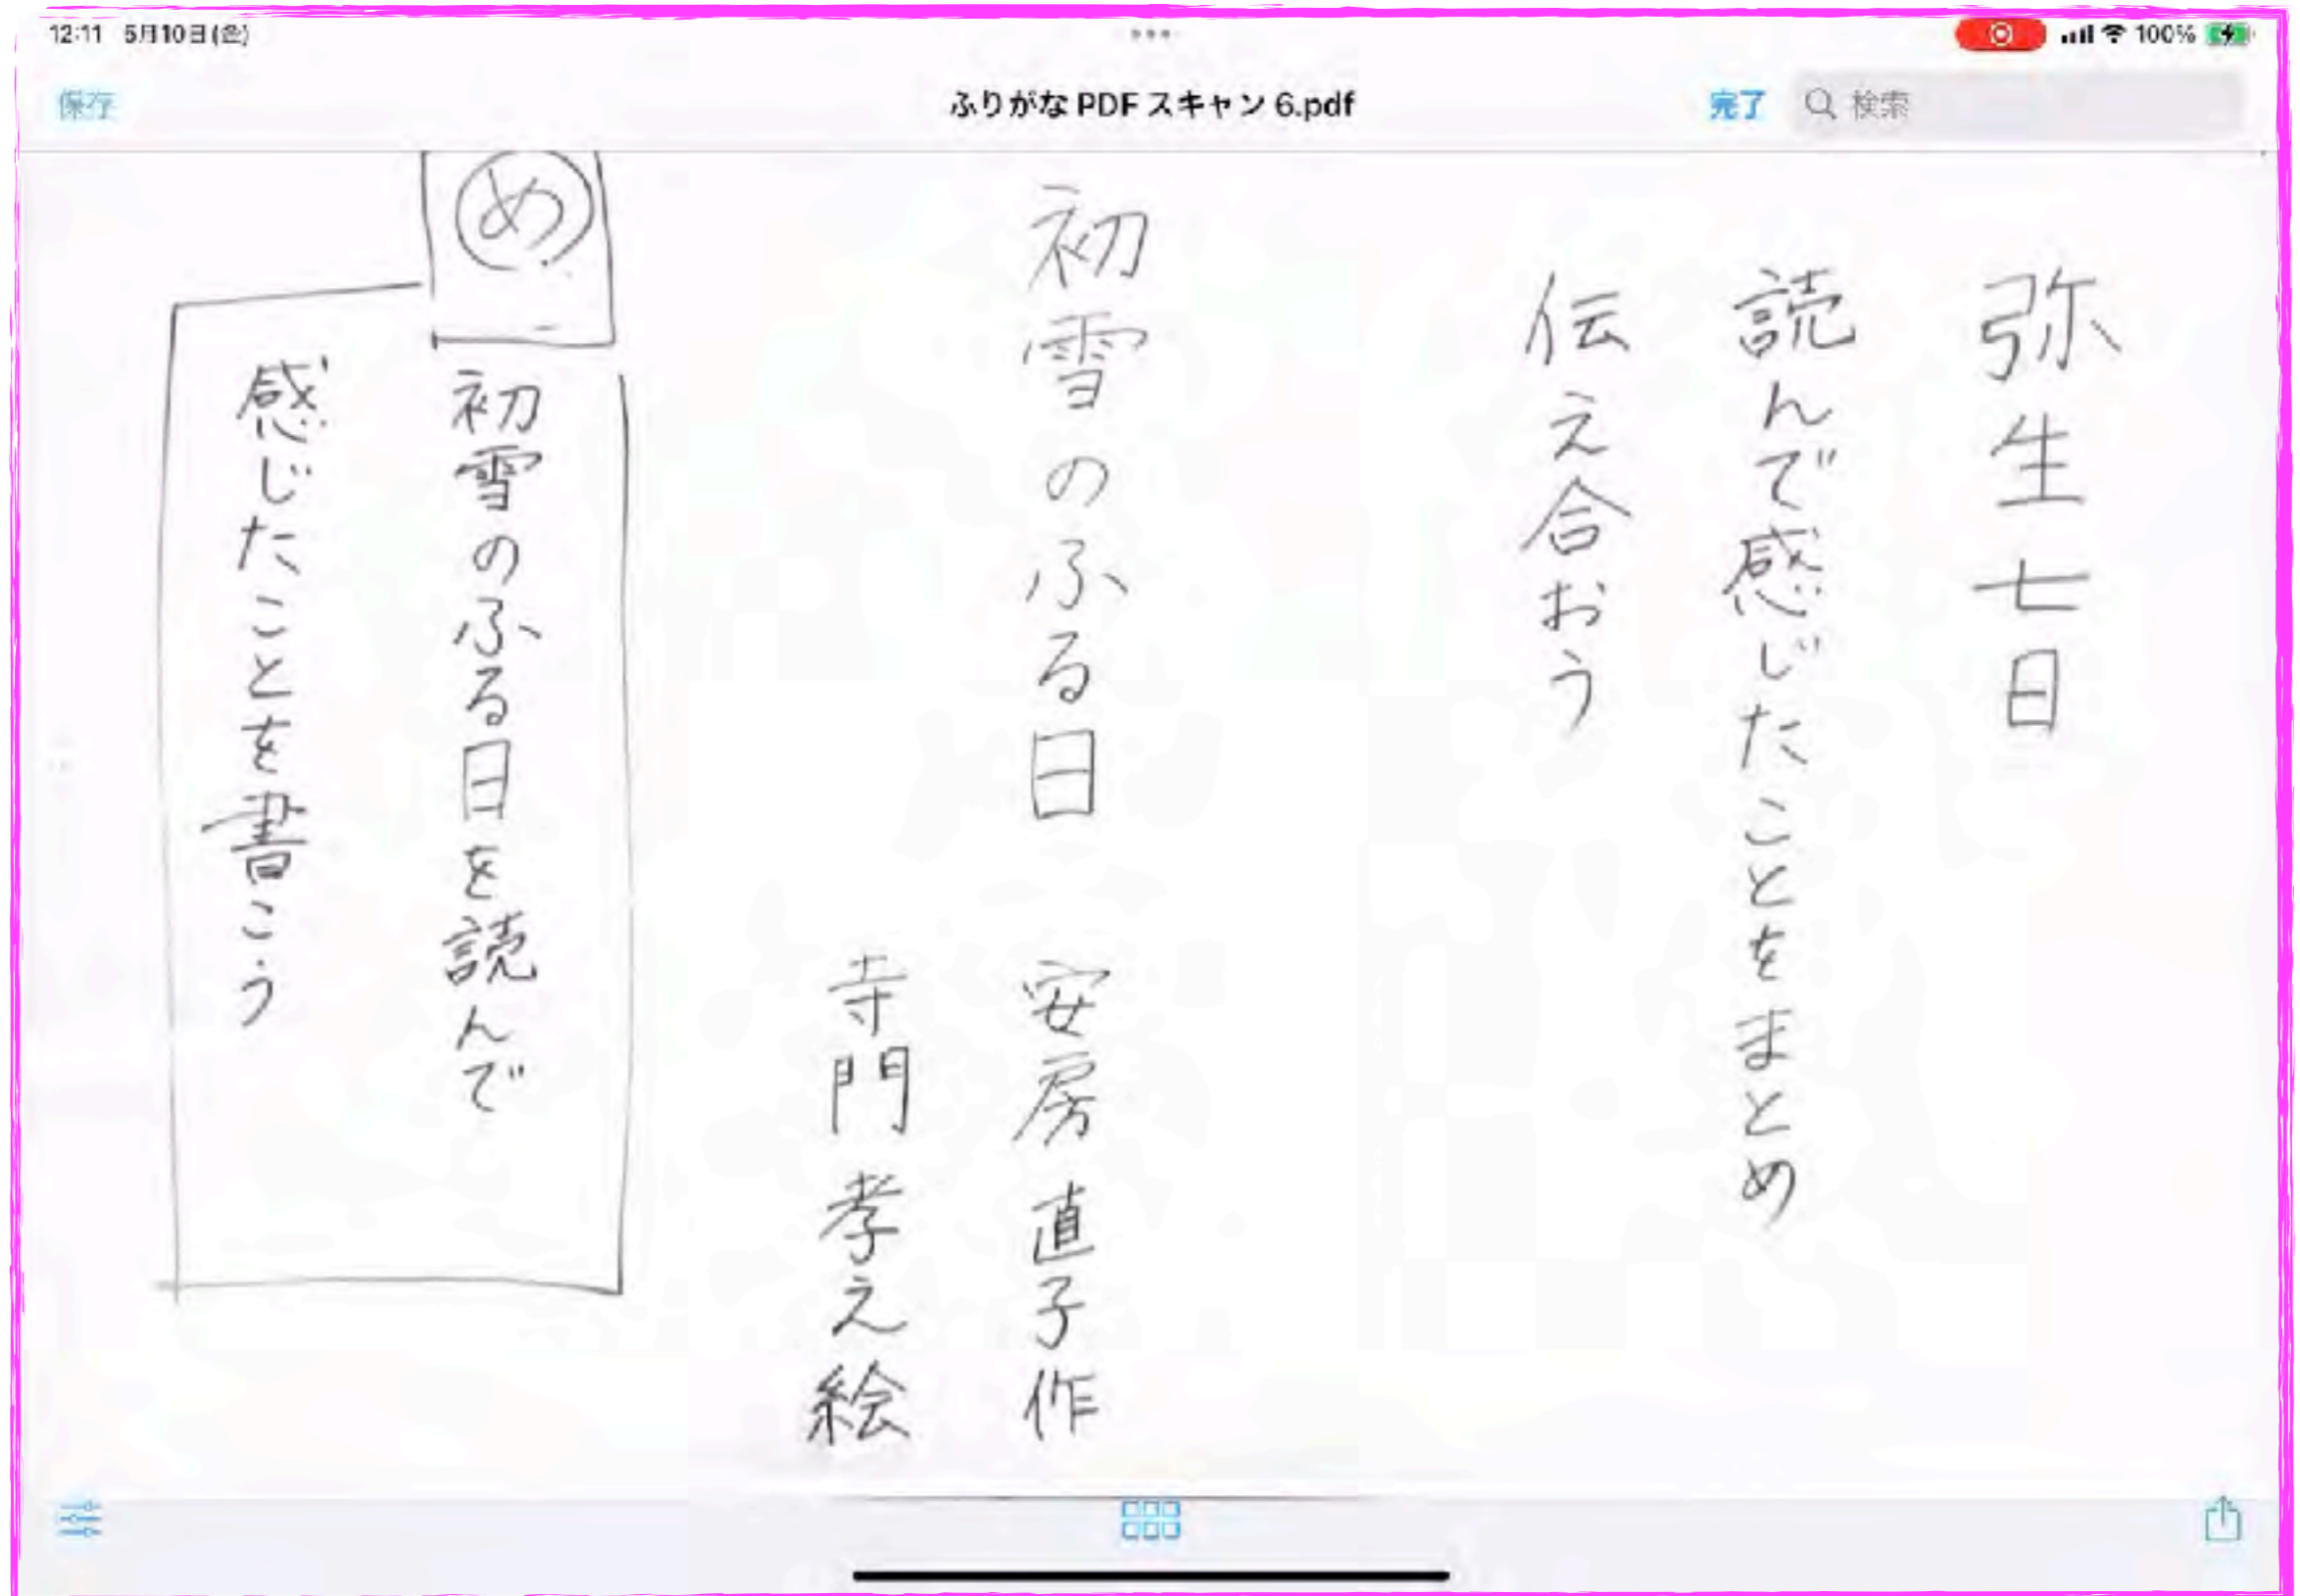 12:11 5月10日(金)
100%
保存
ふりがな PDF スキャン 6.pdf
完了
検索
弥生七日
読んで感じたことをまとめ
伝え合おう
初雪のふる日 安房直子作
寺門孝え絵
め
初雪のふる日を読んで
感じたことを書こう